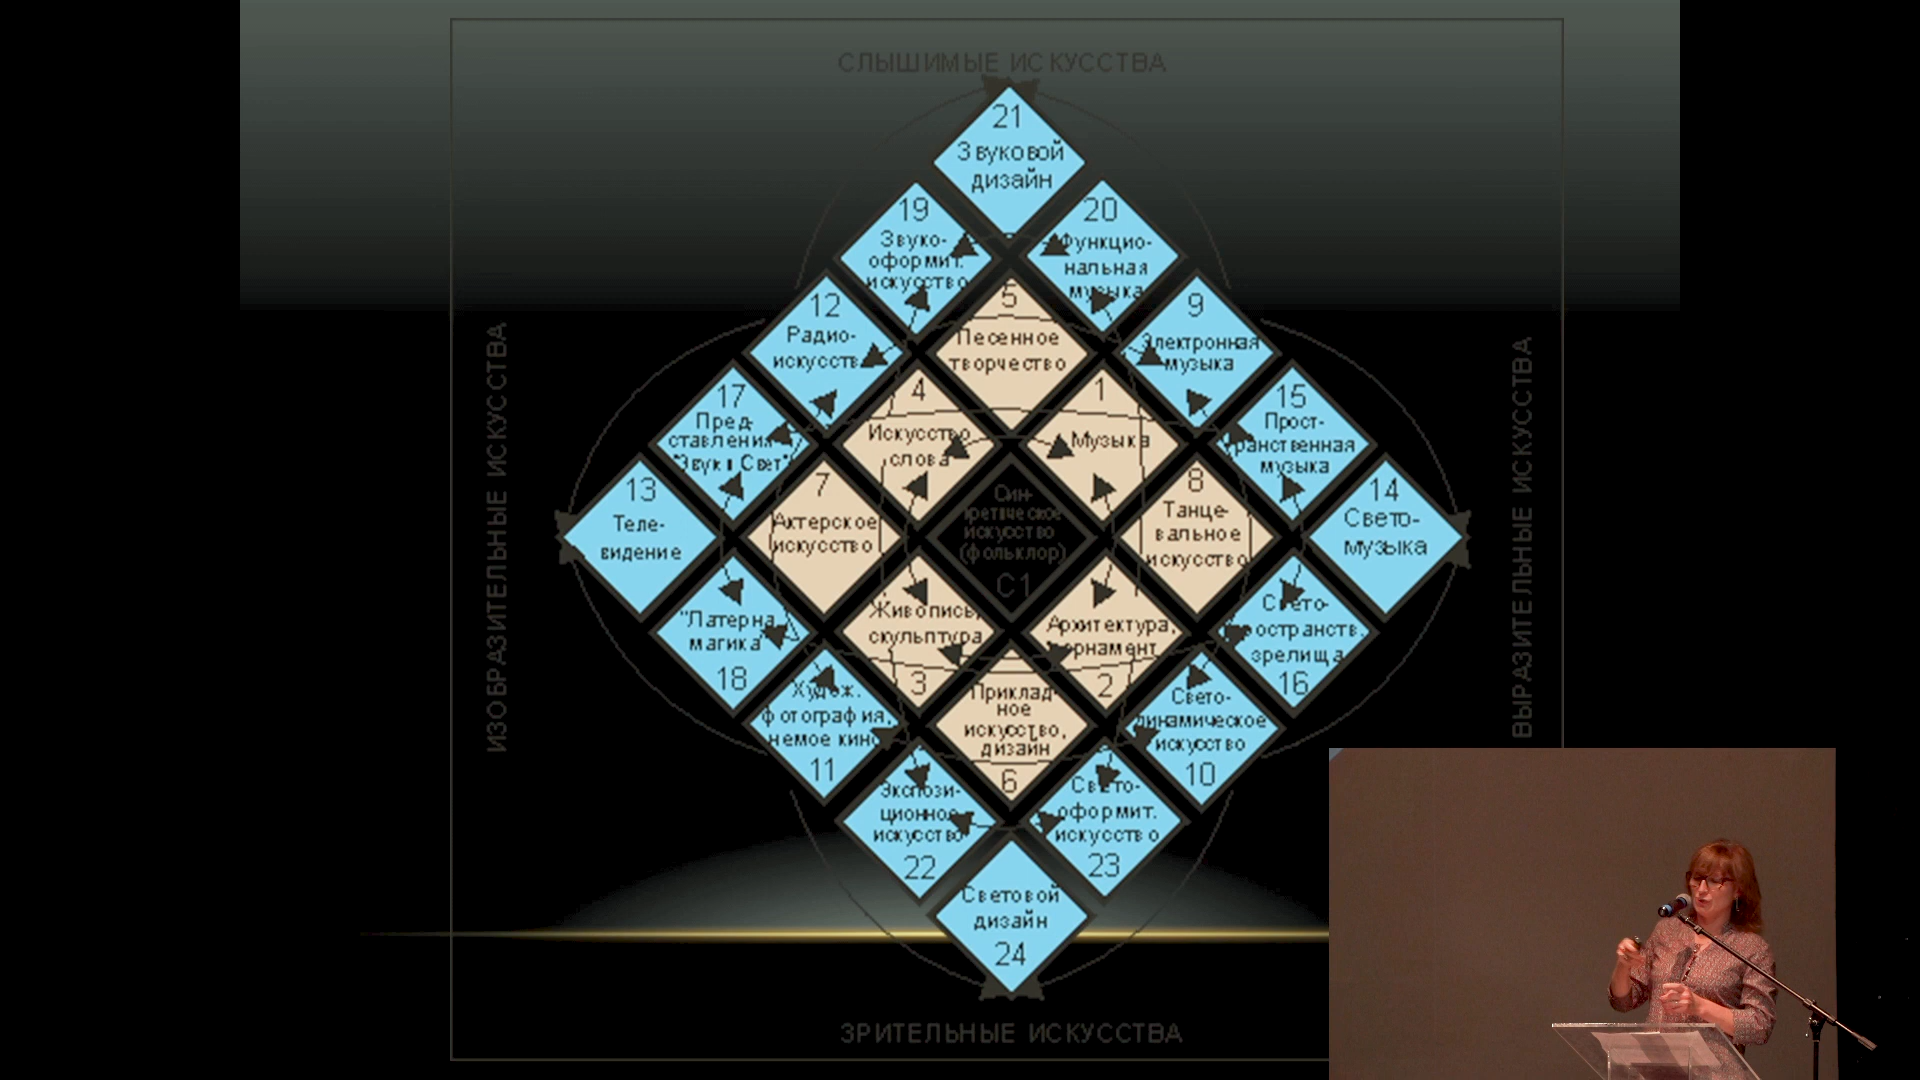 СЛЫШИМЫЕ ИСКУССТВА
21
Звуковой
дизайн
19
Звуко-
оформит.
искусство
20
Функцио-
нальная
музыка
12
Радио-
искусств
5
Песенное
творчество
9
Электронная
музыка
17
Пред-
ставления
"Звук и Свет"
4
Искусство
слова
1
Музыка
15
Прост-
ранственная
музыка
13
Теле-
видение
7
Актерское
искусство
Син-
кретическое
искусство
(фольклор)
С1
8
Танце-
вальное
искусство
14
Свето-
музыка
"Латерна
магика"
18
Живопись,
скульптура
3
Архитектура,
орнамент
2
Свето-
пространств.
зрелища
16
Худож.
фотография,
немое кино
11
Приклад-
ное
искусство,
дизайн
6
Свето-
динамическое
искусство
10
Экспози-
ционное
искусство
22
Свето-
оформит.
искусство
23
Световой
дизайн
24
ИЗОБРАЗИТЕЛЬНЫЕ ИСКУССТВА
ВЫРАЗИТЕЛЬНЫЕ ИСКУССТВА
ЗРИТЕЛЬНЫЕ ИСКУССТВА